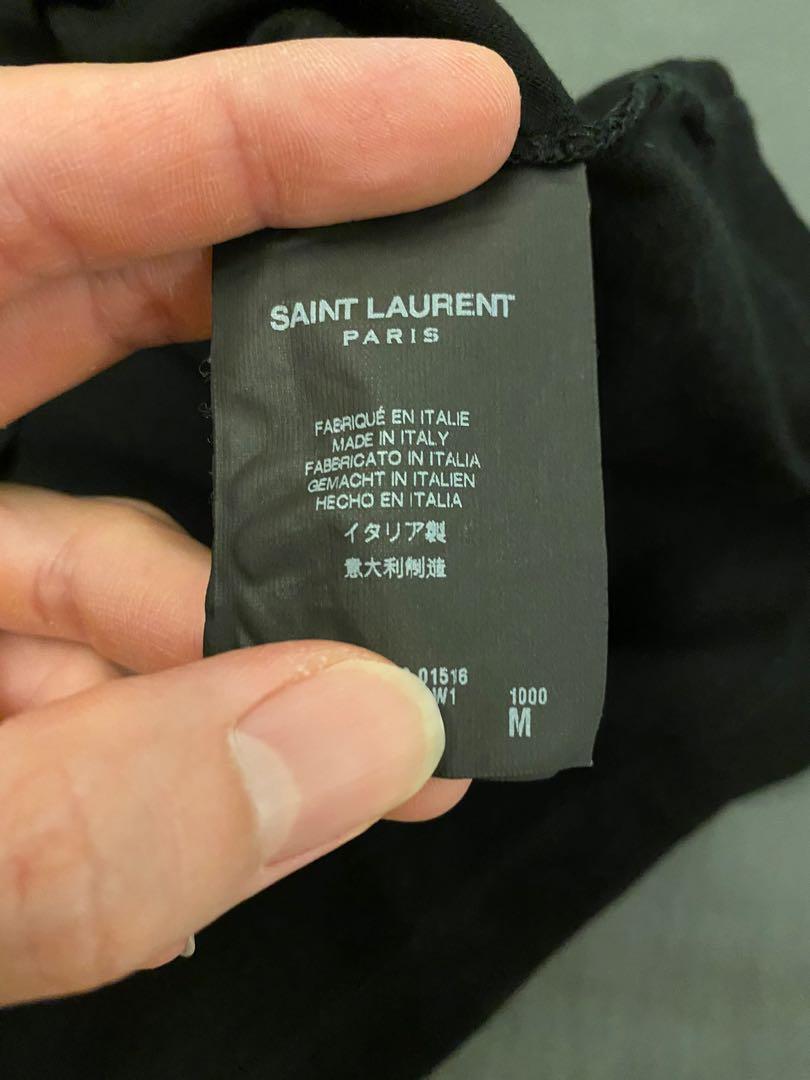 SAINT LAURENT
PARIS
FABRIQUÉ EN ITALIE
MADE IN ITALY
FABBRICATO IN ITALIA
GEMACHT IN ITALIEN
HECHO EN ITALIA
イタリア製
意大利制造
01516
W1 1000
M